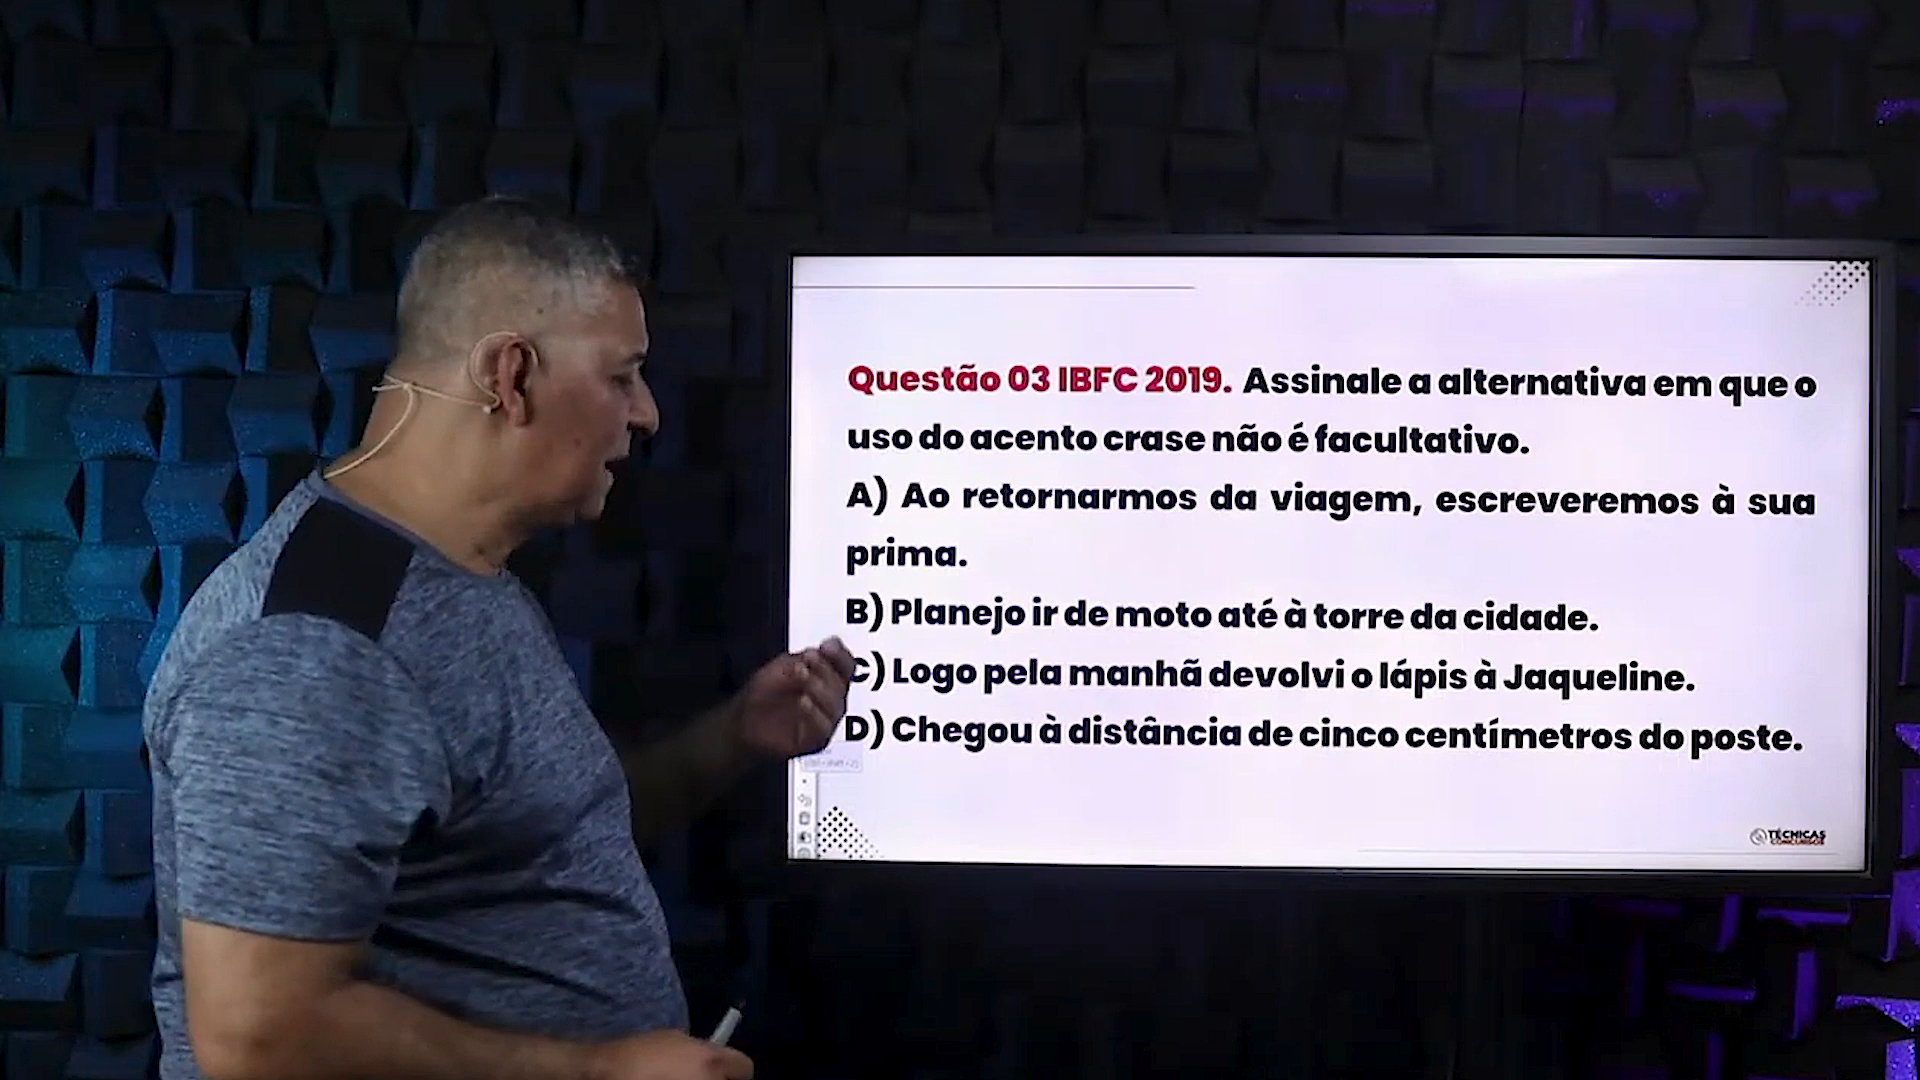 Questão 03 IBFC 2019. Assinale a alternativa em que o
uso do acento crase não é facultativo.
A) Ao retornarmos da viagem, escreveremos à sua
prima.
B) Planejo ir de moto até à torre da cidade.
C) Logo pela manhã devolvi o lápis à Jaqueline.
D) Chegou à distância de cinco centímetros do poste.
TÉCNICAS
CONCURSOS